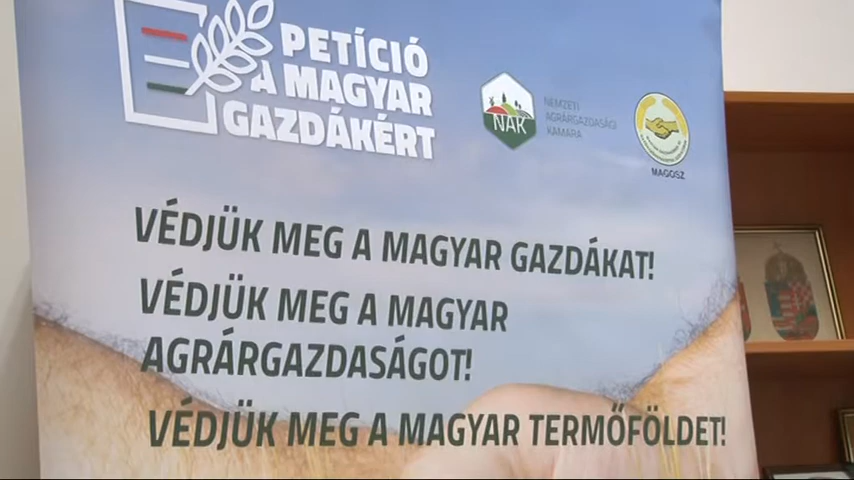 PETÍCIÓ
A MAGYAR
GAZDÁKÉRT
NAK
NEMZETI
AGRÁRGAZDASÁGI
KAMARA
MAGOSZ
VÉDJÜK MEG A MAGYAR GAZDÁKAT!
VÉDJÜK MEG A MAGYAR
AGRÁRGAZDASÁGOT!
VÉDJÜK MEG A MAGYAR TERMŐFÖLDET!